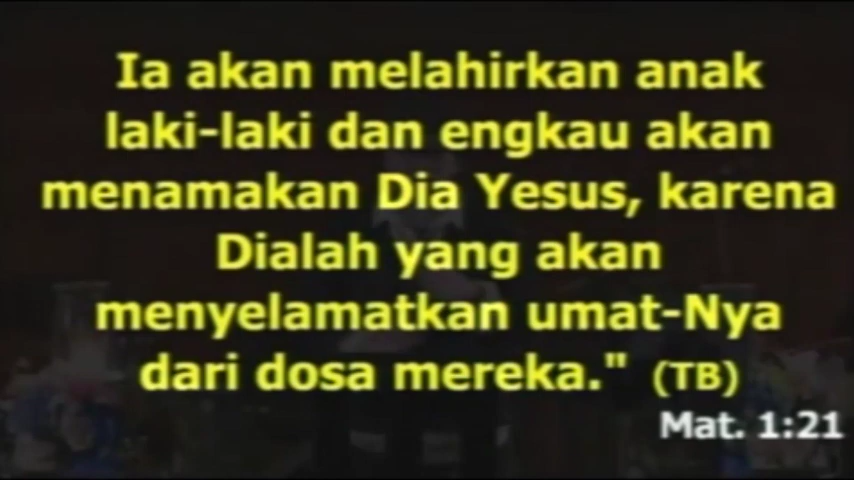 Ia akan melahirkan anak
laki-laki dan engkau akan
menamakan Dia Yesus, karena
Dialah yang akan
menyelamatkan umat-Nya
dari dosa mereka." (TB)
Mat. 1:21